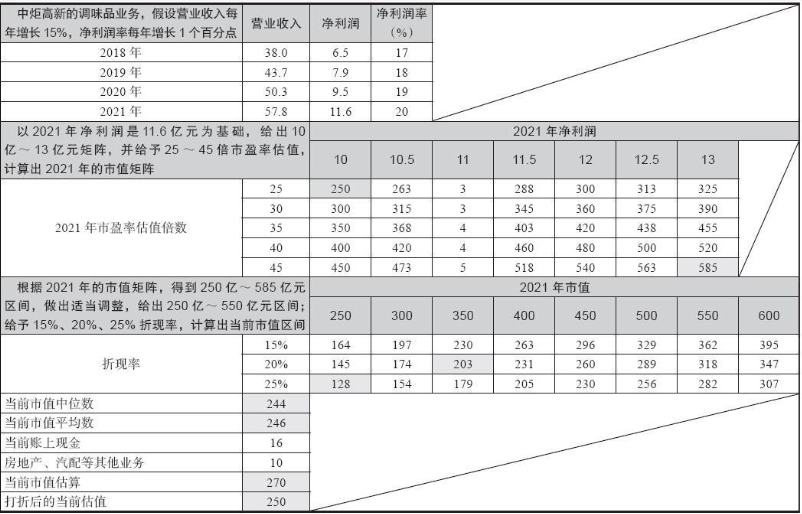 中炬高新的调味品业务，假设营业收入每年增长15%，净利润率每年增长1个百分点 营业收入 净利润 净利润率（%）
2018 年 38.0 6.5 17
2019 年 43.7 7.9 18
2020 年 50.3 9.5 19
2021 年 57.8 11.6 20
以 2021 年净利润是 11.6 亿元为基础，给出 10 亿～ 13 亿元矩阵，并给予 25 ～ 45 倍市盈率估值，计算出 2021 年的市值矩阵 2021 年净利润
10 10.5 11 11.5 12 12.5 13
2021 年市盈率估值倍数
25 250 263 3 288 300 313 325
30 300 315 3 345 360 375 390
35 350 368 4 403 420 438 455
40 400 420 4 460 480 500 520
45 450 473 5 518 540 563 585
根据 2021 年的市值矩阵，得到 250 亿～ 585 亿元区间，做出适当调整，给出 250 亿～ 550 亿元区间；给予 15%、20%、25% 折现率，计算出当前市值区间 2021 年市值
250 300 350 400 450 500 550 600
折现率
15% 164 197 230 263 296 329 362 395
20% 145 174 203 231 260 289 318 347
25% 128 154 179 205 230 256 282 307
当前市值中位数 244
当前市值平均数 246
当前账上现金 16
房地产、汽配等其他业务 10
当前市值估算 270
打折后的当前估值 250